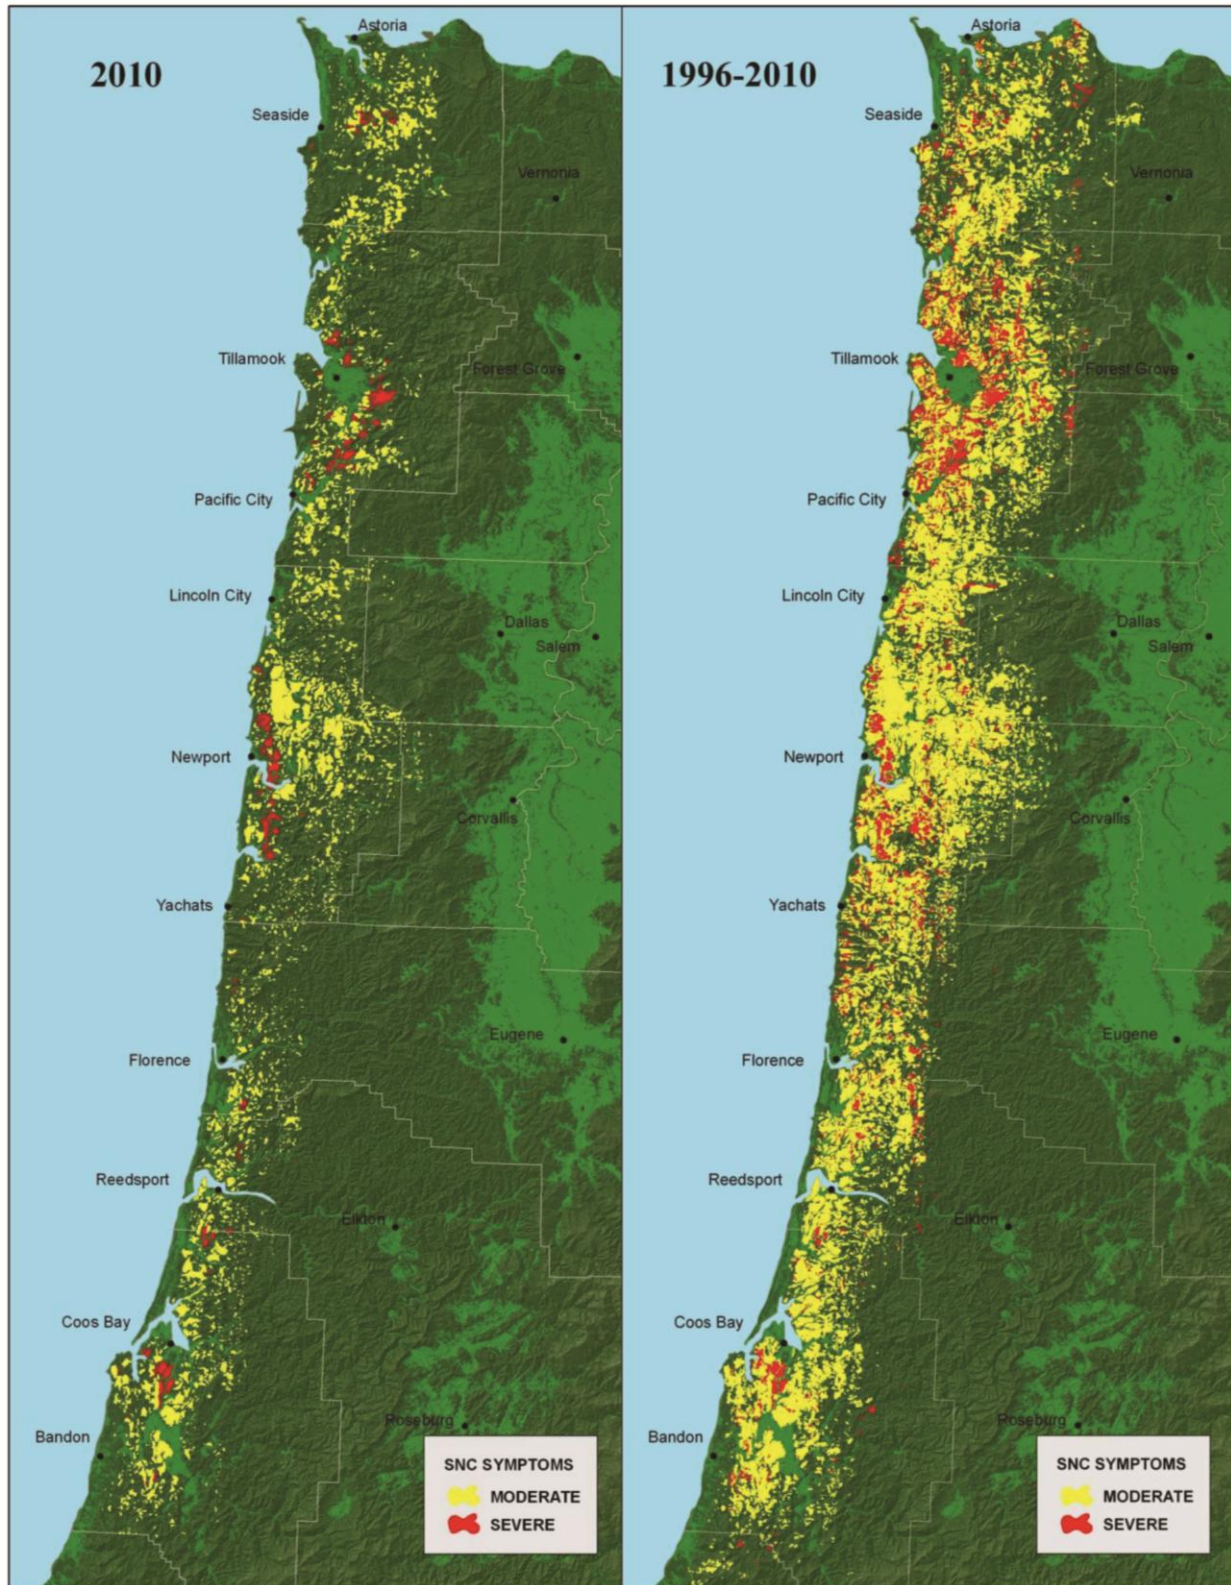 2010
Astoria
Seaside
Vernonia
Tillamook
Forest Grove
Pacific City
Lincoln City
Dallas
Salem
Newport
Corvallis
Yachats
Eugene
Florence
Reedsport
Elkton
Coos Bay
Roseburg
Bandon
SNC SYMPTOMS
MODERATE
SEVERE
1996-2010
Astoria
Seaside
Vernonia
Tillamook
Forest Grove
Pacific City
Lincoln City
Dallas
Salem
Newport
Corvallis
Yachats
Eugene
Florence
Reedsport
Elkton
Coos Bay
Roseburg
Bandon
SNC SYMPTOMS
MODERATE
SEVERE